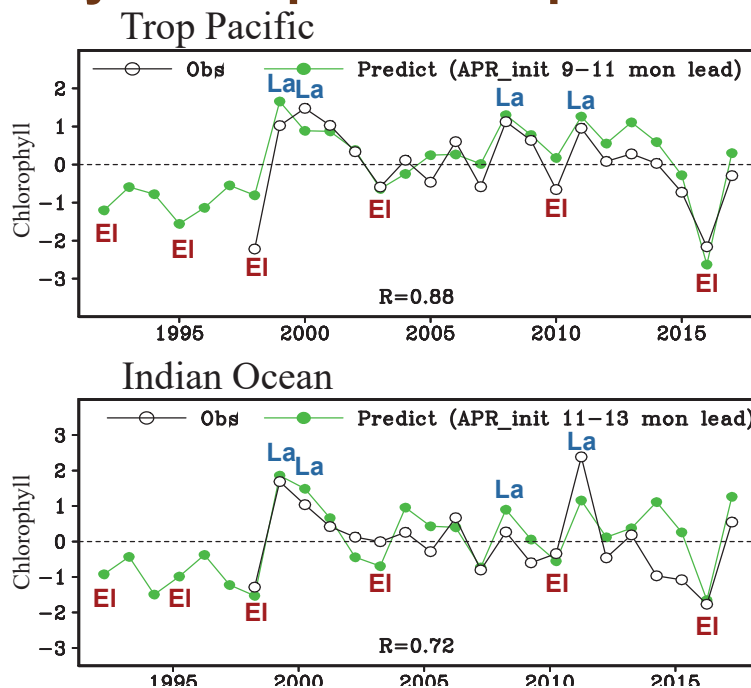 Trop Pacific
Obs Predict (APR_init 9-11 mon lead)
La La La La
2
1
0
-1
-2
-3
Chlorophyll
El El El El El El
R=0.88
1995 2000 2005 2010 2015
Indian Ocean
Obs Predict (APR_init 11-13 mon lead)
La La La La
3
2
1
0
-1
-2
-3
Chlorophyll
El El El El El El
R=0.72
1995 2000 2005 2010 2015